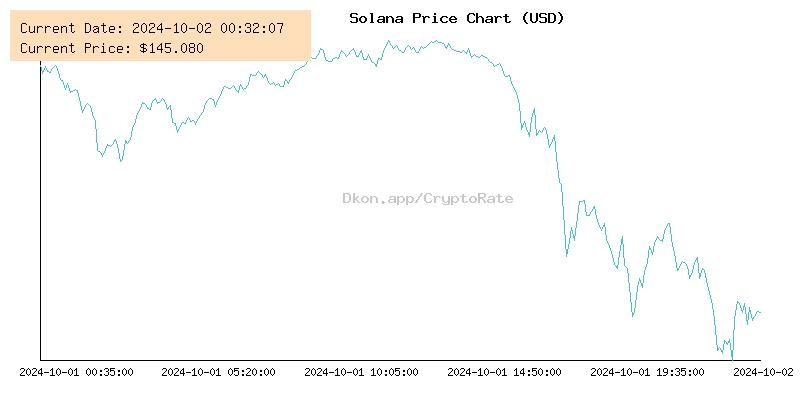 Solana Price Chart (USD)
Current Date: 2024-10-02 00:32:07
Current Price: $145.080
Dkon.app/CryptoRate
2024-10-01 00:35:00
2024-10-01 05:20:00
2024-10-01 10:05:00
2024-10-01 14:50:00
2024-10-01 19:35:00
2024-10-02